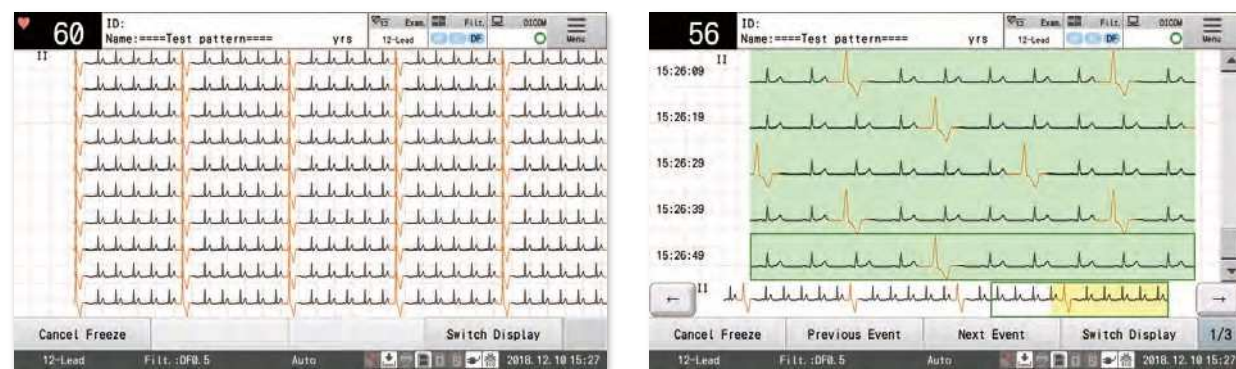 60
ID:
Name:====Test pattern==== yrs
Exam. Filt. DICOM
12-Lead DF Menu
II
Cancel Freeze Switch Display
12-Lead Filt.:DF0.5 Auto 2018.12.10 15:27
56
ID:
Name:====Test pattern==== yrs
Exam. Filt. DICOM
12-Lead DF Menu
II
15:26:09
15:26:19
15:26:29
15:26:39
15:26:49
← II →
Cancel Freeze Previous Event Next Event Switch Display 1/3
12-Lead Filt.:DF0.5 Auto 2018.12.10 15:27